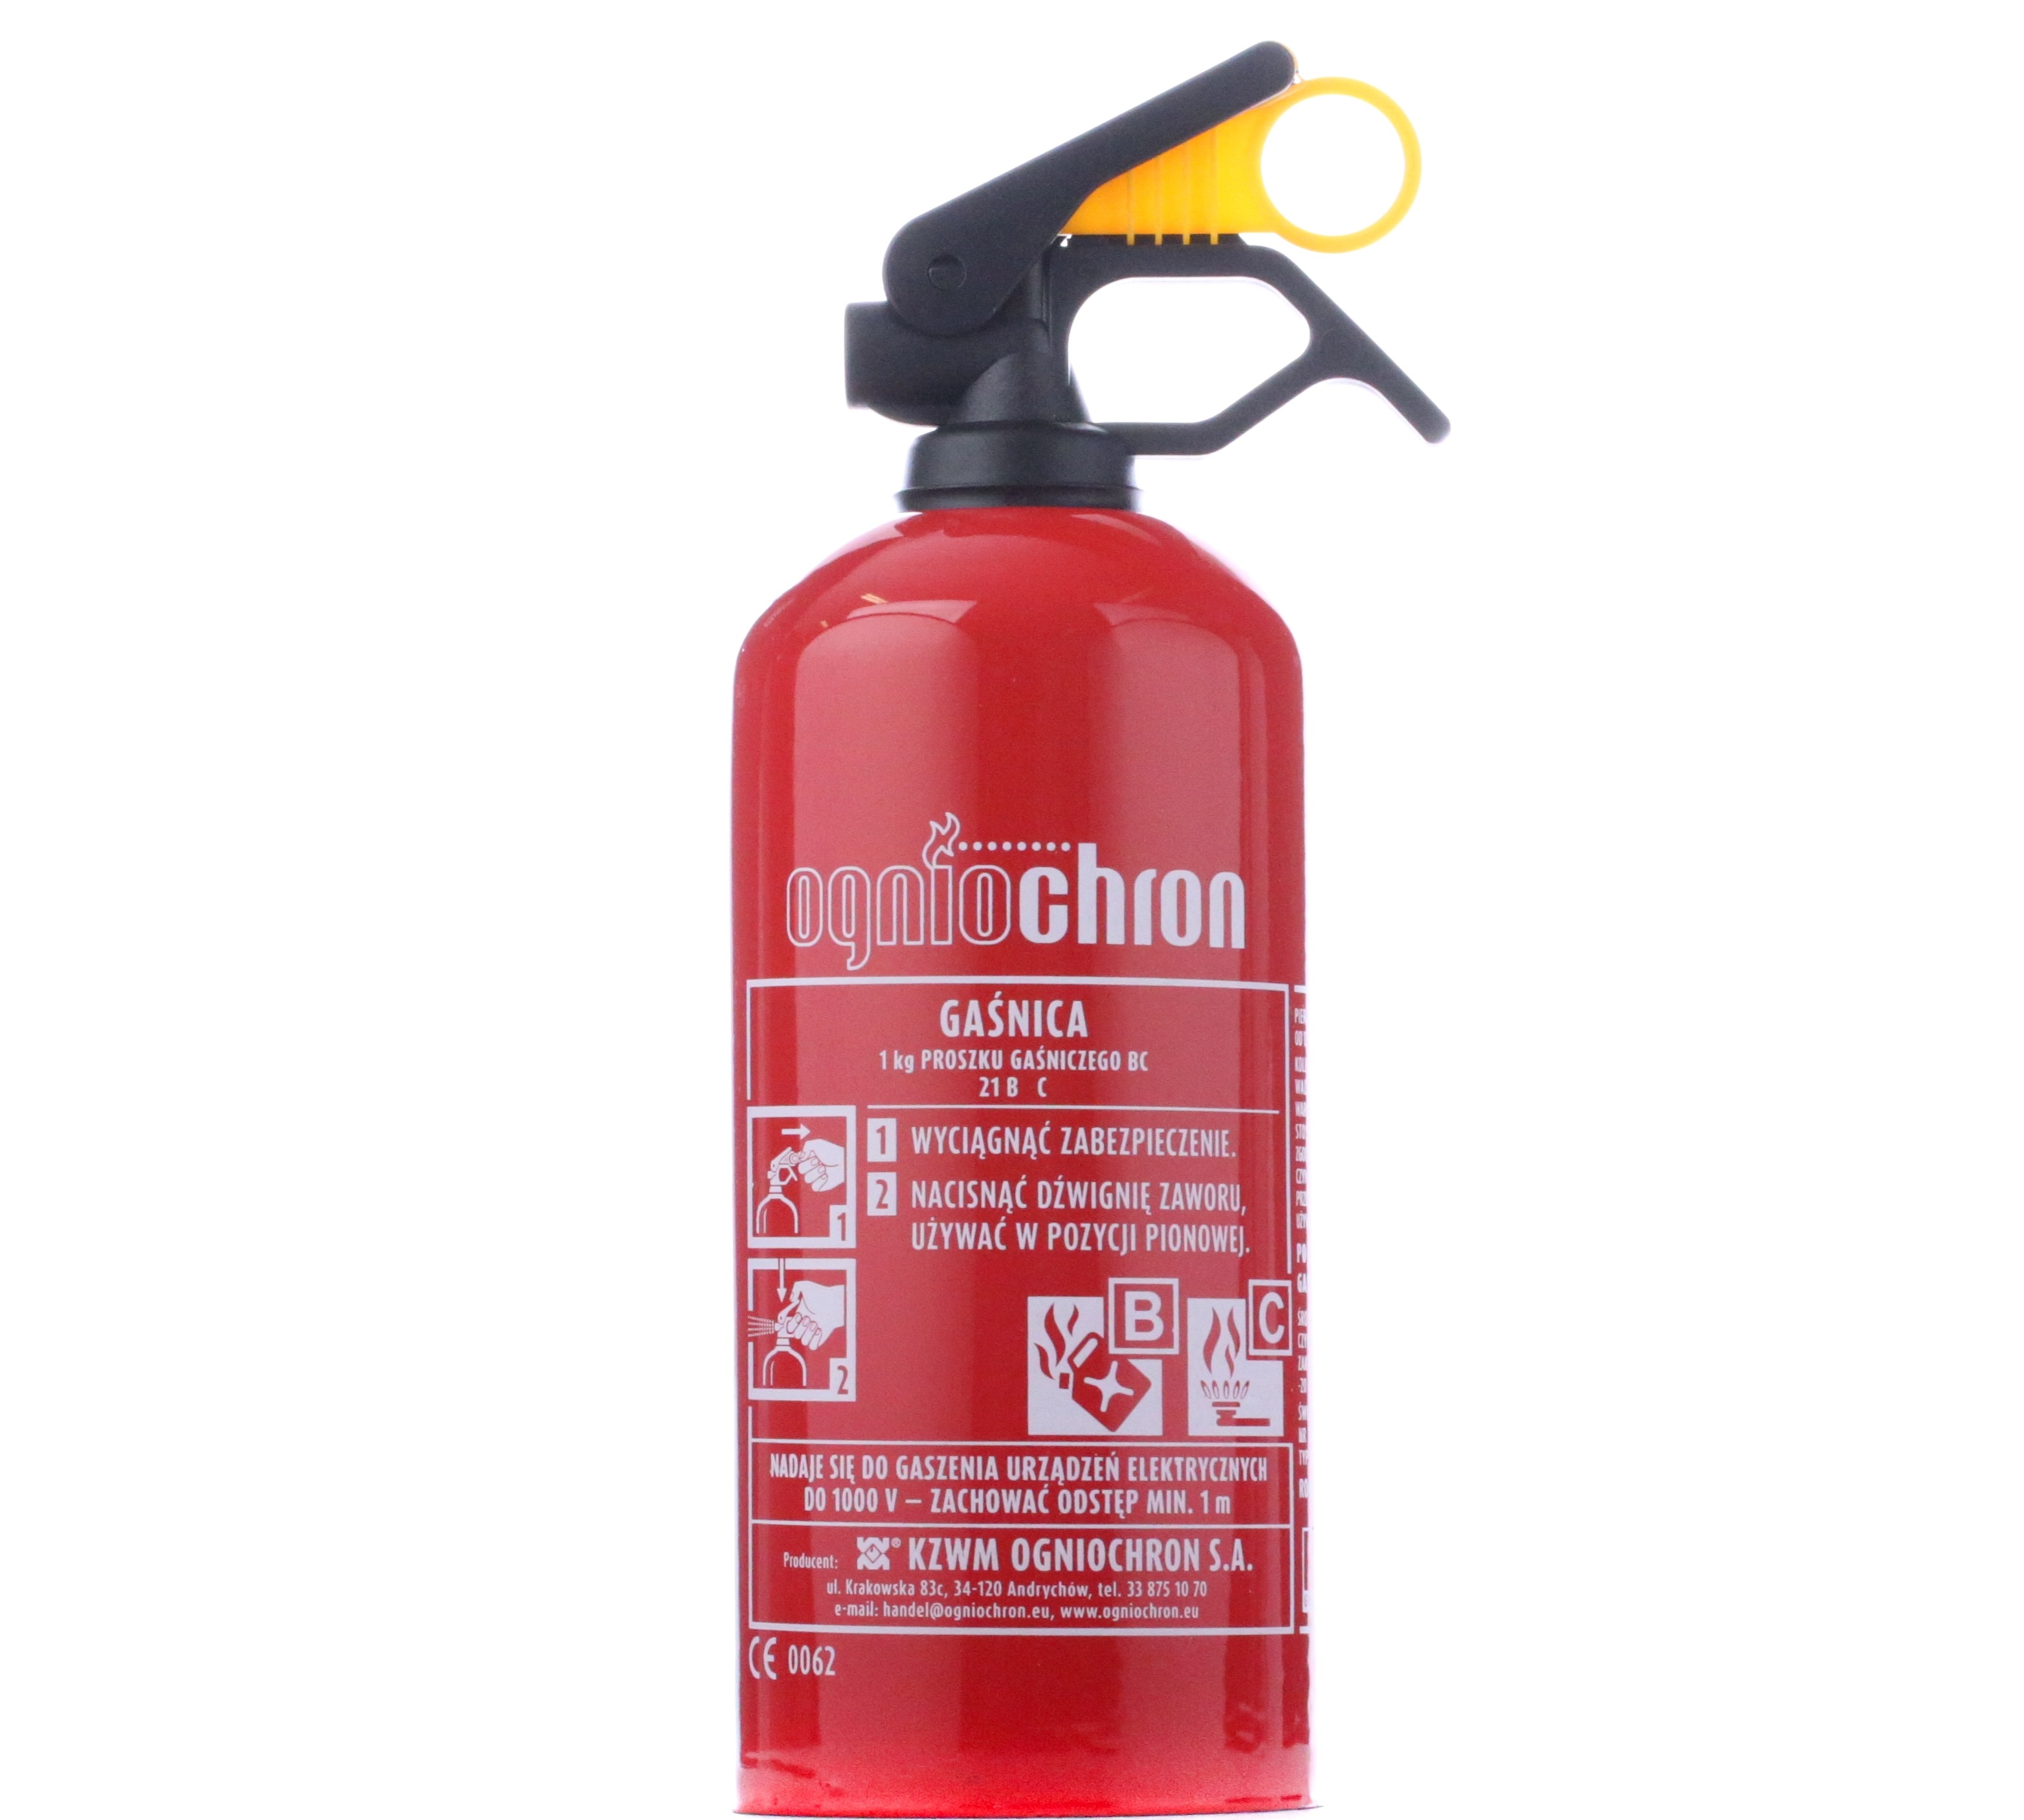 ogniochron
GAŚNICA
1 kg PROSZKU GAŚNICZEGO BC
21 B C
1 WYCIĄGNĄĆ ZABEZPIECZENIE.
2 NACISNĄĆ DŹWIGNIĘ ZAWORU,
UŻYWAĆ W POZYCJI PIONOWEJ.
1
2
B
C
NADAJE SIĘ DO GASZENIA URZĄDZEŃ ELEKTRYCZNYCH
DO 1000 V – ZACHOWAĆ ODSTĘP MIN. 1 m
Producent: ® KZWM OGNIOCHRON S.A.
ul. Krakowska 83c, 34-120 Andrychów, tel. 33 875 10 70
e-mail: handel@ogniochron.eu, www.ogniochron.eu
CE 0062